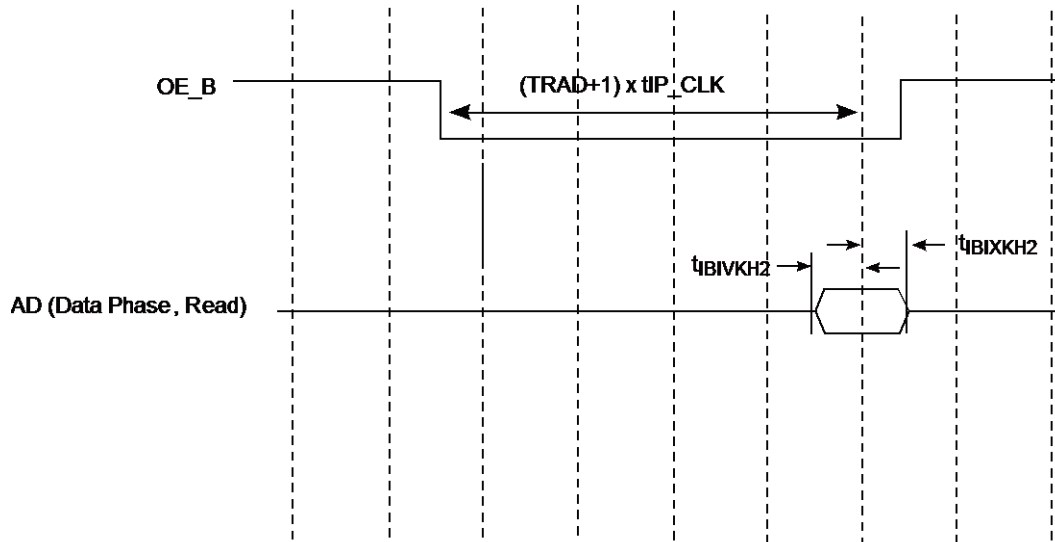 OE_B
(TRAD+1) x tIP_CLK
tIBIVKH2
tIBIXKH2
AD (Data Phase, Read)